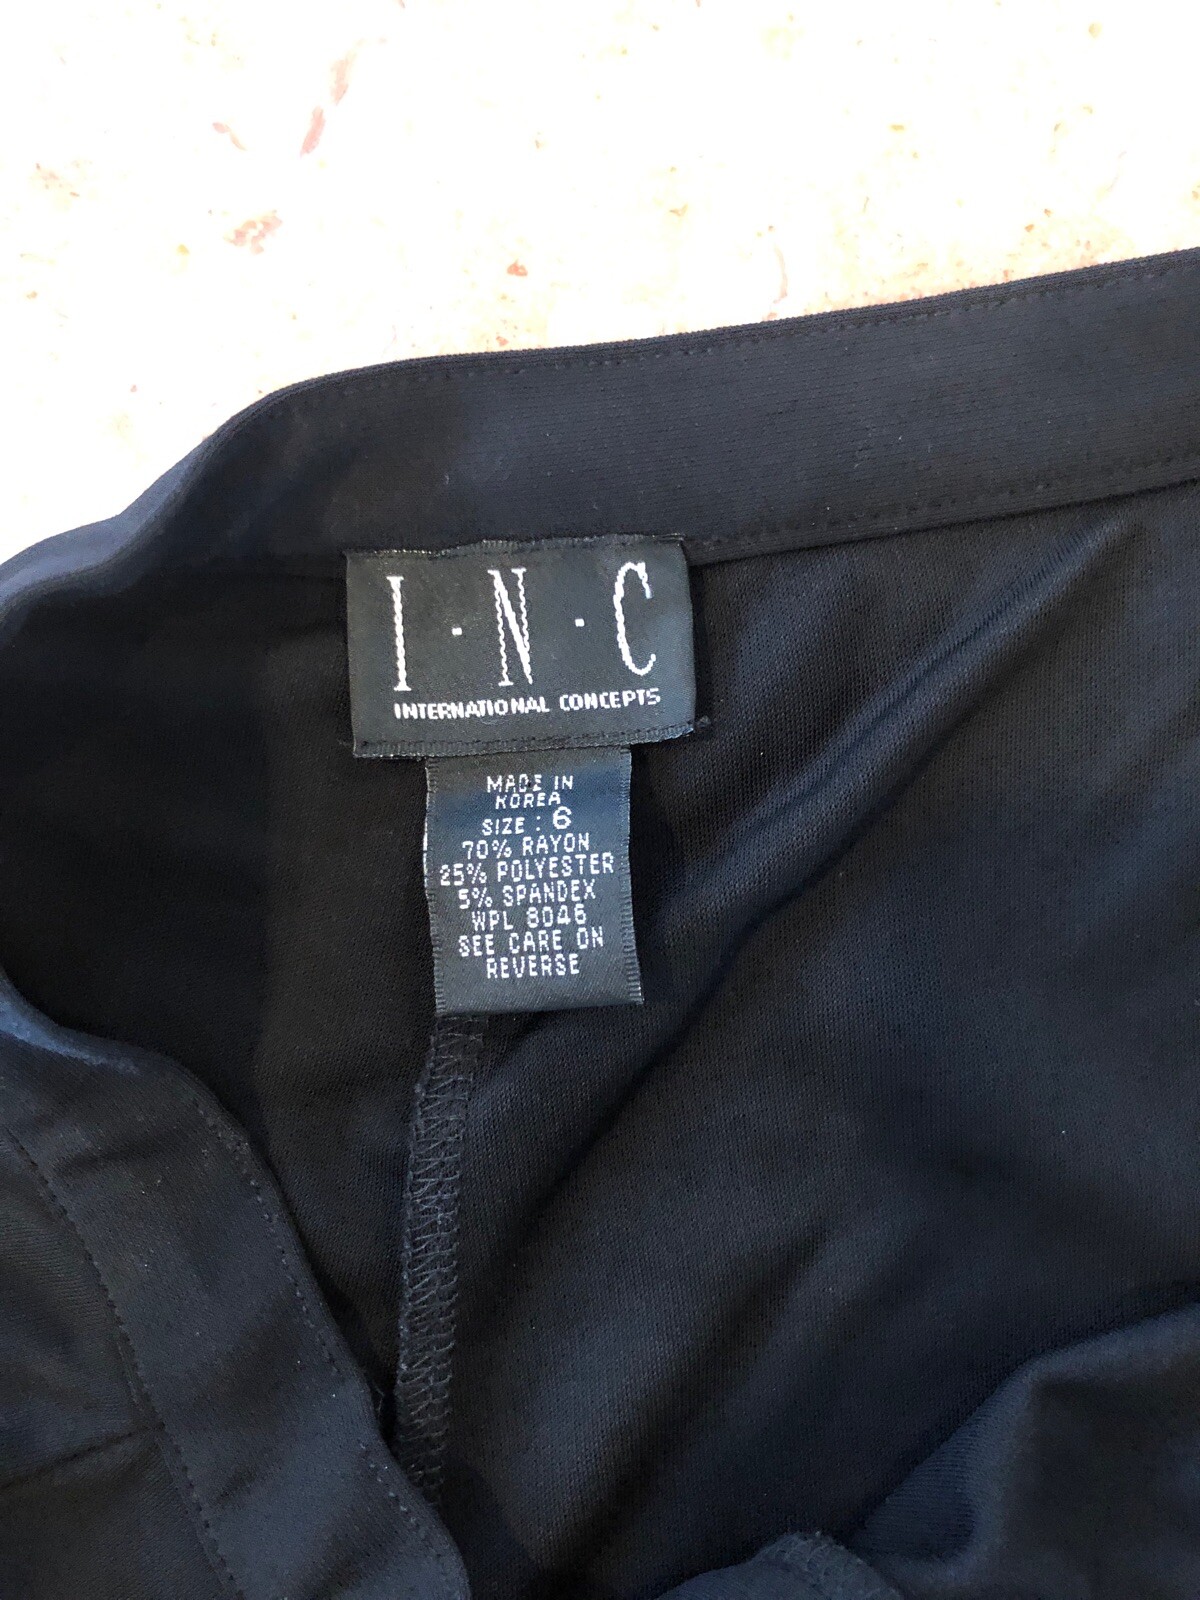 I·N·C
INTERNATIONAL CONCEPTS
MADE IN
KOREA
SIZE : 6
70% RAYON
25% POLYESTER
5% SPANDEX
WPL 8046
SEE CARE ON
REVERSE